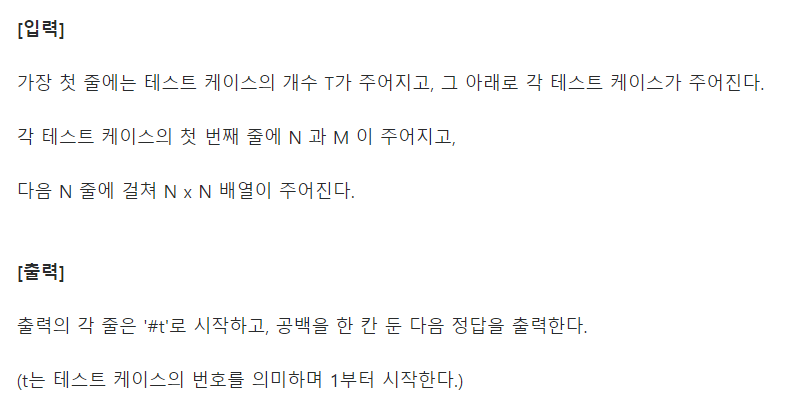 [입력]
가장 첫 줄에는 테스트 케이스의 개수 T가 주어지고, 그 아래로 각 테스트 케이스가 주어진다.
각 테스트 케이스의 첫 번째 줄에 N 과 M 이 주어지고,
다음 N 줄에 걸쳐 N x N 배열이 주어진다.
[출력]
출력의 각 줄은 '#t'로 시작하고, 공백을 한 칸 둔 다음 정답을 출력한다.
(t는 테스트 케이스의 번호를 의미하며 1부터 시작한다.)